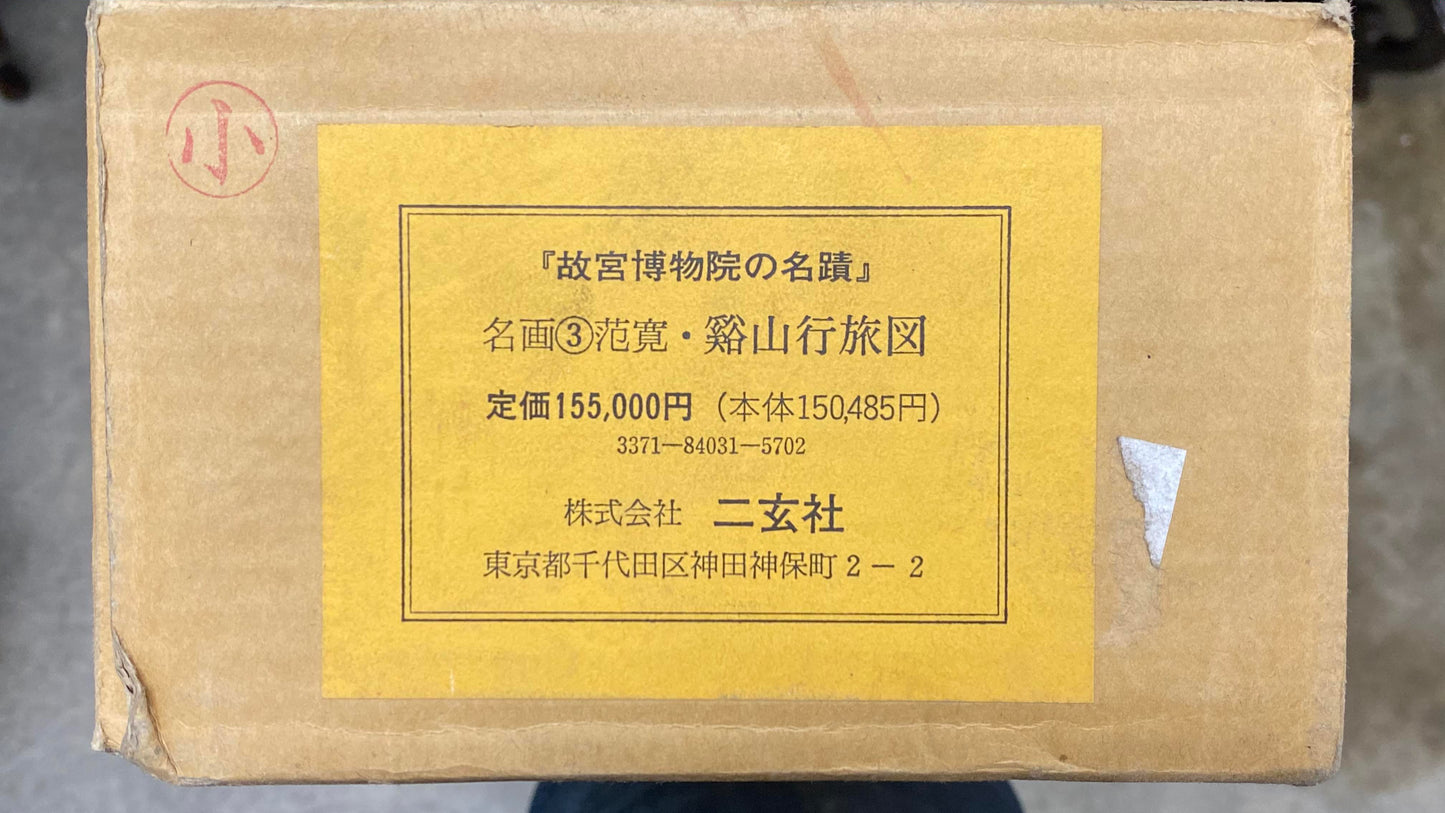 小
『故宮博物院の名蹟』
名画③范寛・谿山行旅図
定価155,000円（本体150,485円）
3371―84031―5702
株式会社 二玄社
東京都千代田区神田神保町2－2